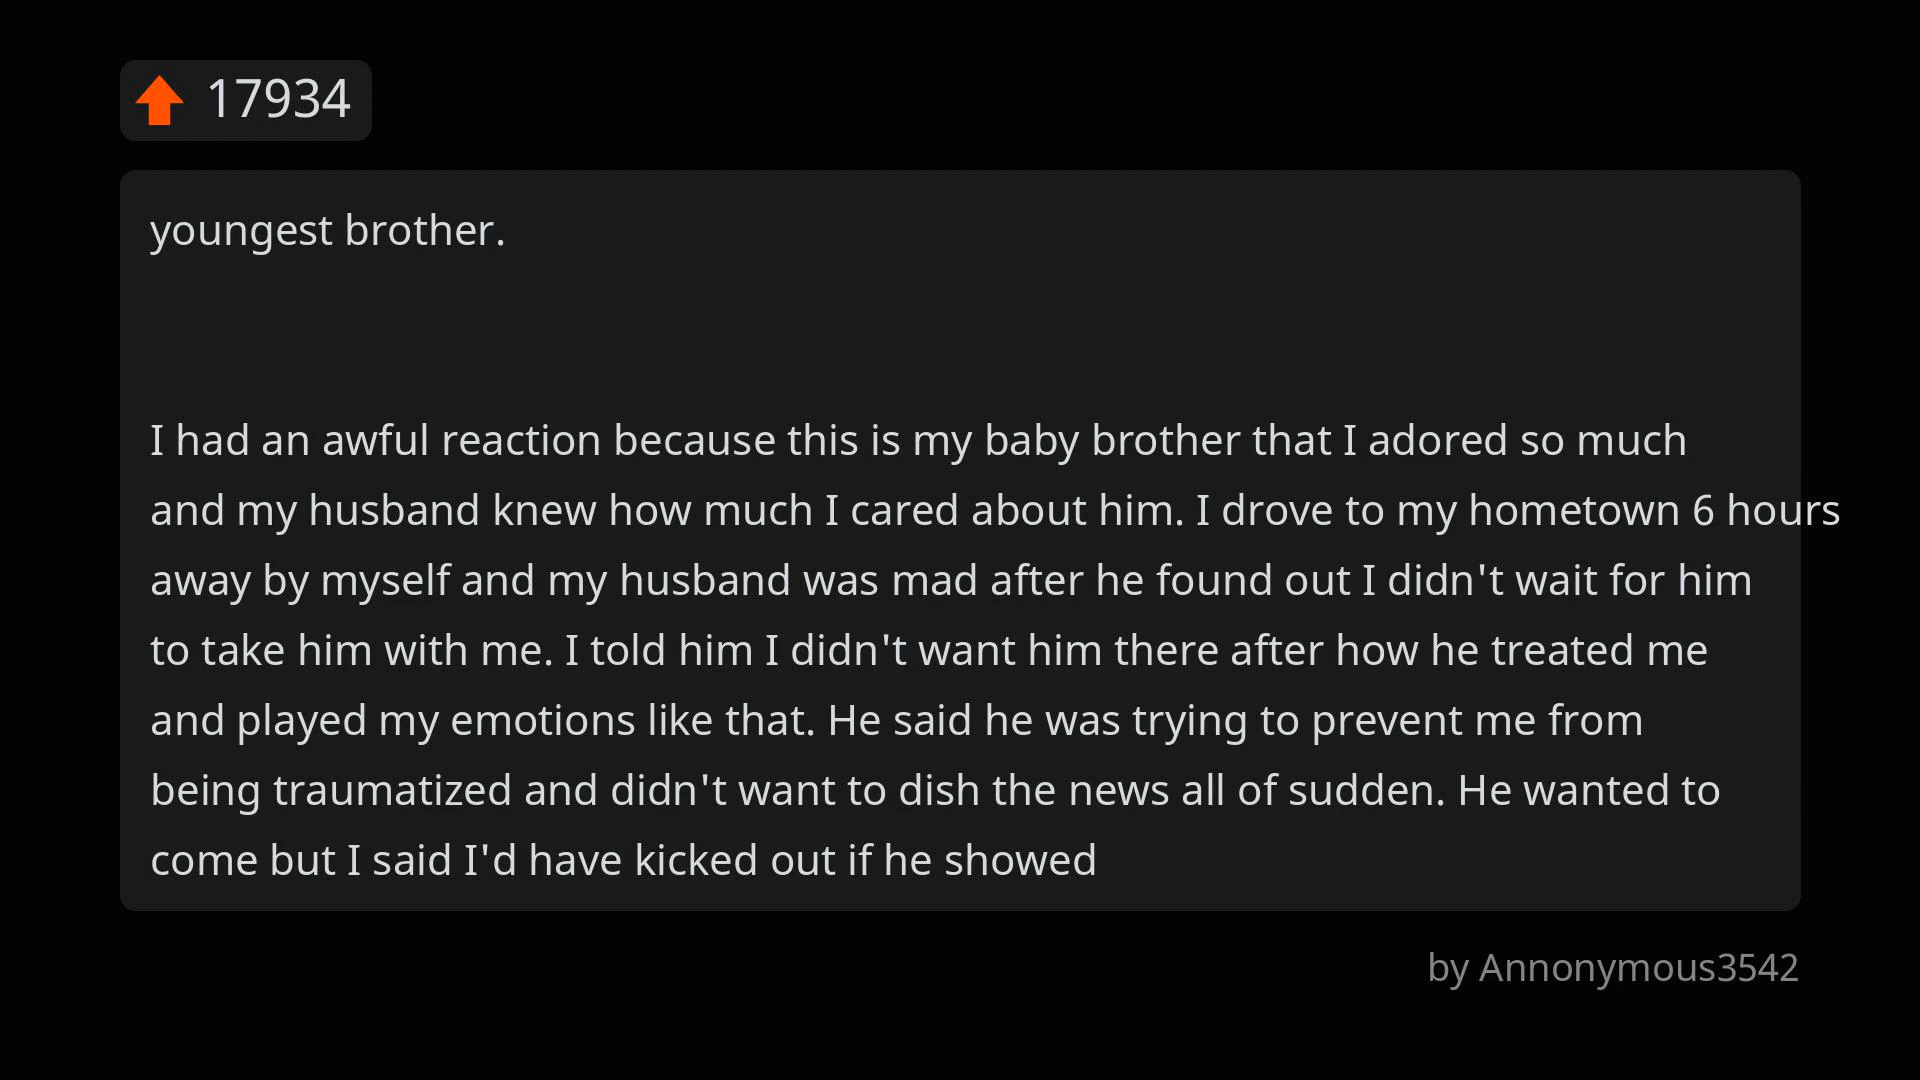 17934
youngest brother.
I had an awful reaction because this is my baby brother that I adored so much
and my husband knew how much I cared about him. I drove to my hometown 6 hours
away by myself and my husband was mad after he found out I didn't wait for him
to take him with me. I told him I didn't want him there after how he treated me
and played my emotions like that. He said he was trying to prevent me from
being traumatized and didn't want to dish the news all of sudden. He wanted to
come but I said I'd have kicked out if he showed
by Annonymous3542